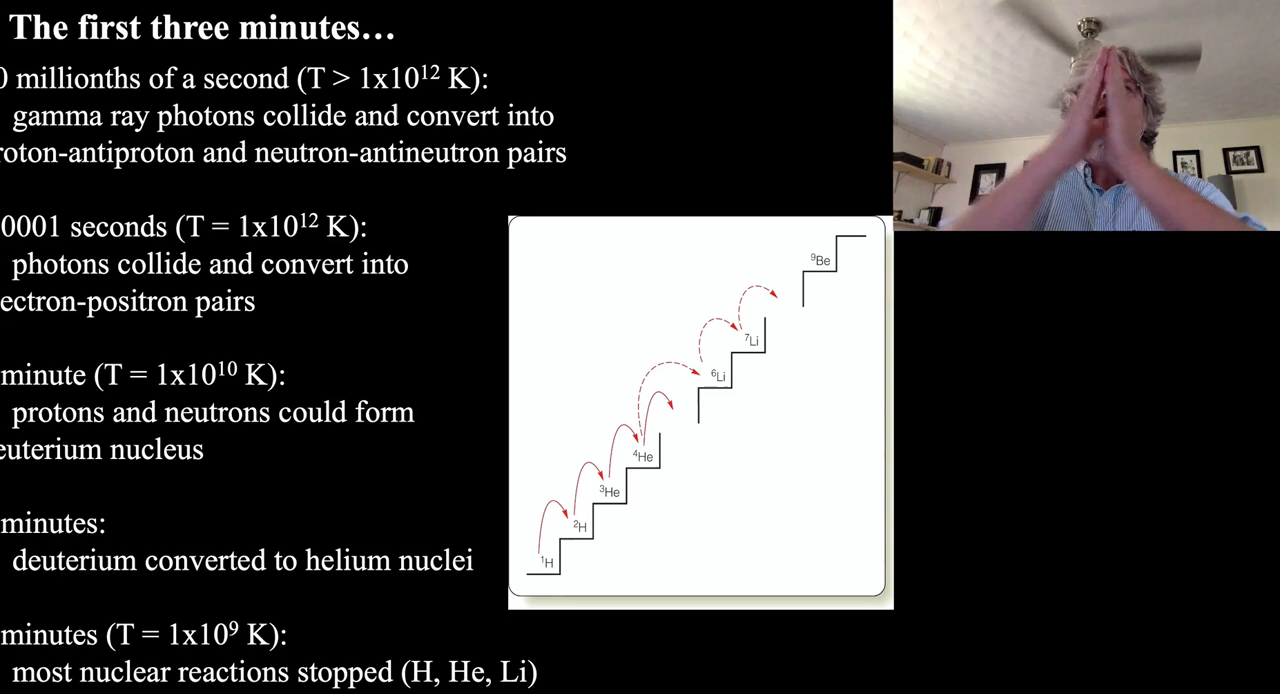 The first three minutes…
0 millionths of a second (T > 1x10¹² K):
gamma ray photons collide and convert into
roton-antiproton and neutron-antineutron pairs
0001 seconds (T = 1x10¹² K):
photons collide and convert into
ectron-positron pairs
minute (T = 1x10¹⁰ K):
protons and neutrons could form
euterium nucleus
minutes:
deuterium converted to helium nuclei
minutes (T = 1x10⁹ K):
most nuclear reactions stopped (H, He, Li)
⁹Be
⁷Li
⁶Li
⁴He
³He
²H
¹H